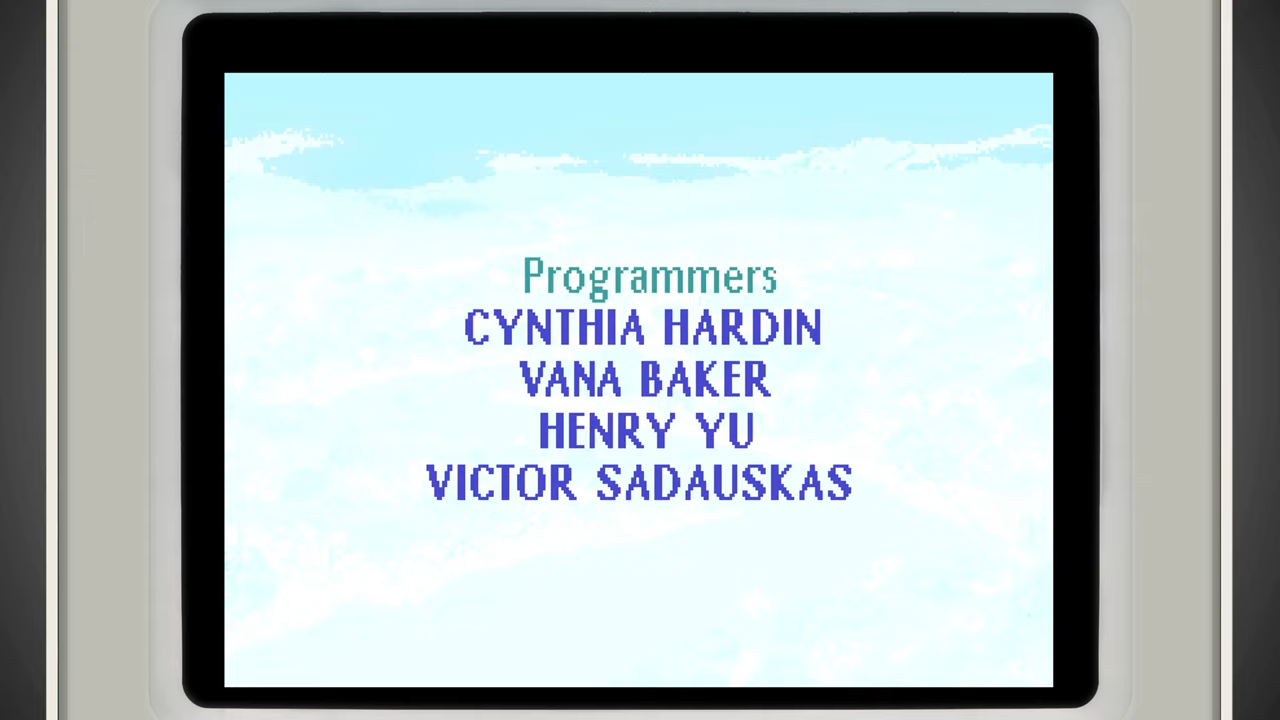 Programmers
CYNTHIA HARDIN
VANA BAKER
HENRY YU
VICTOR SADAUSKAS